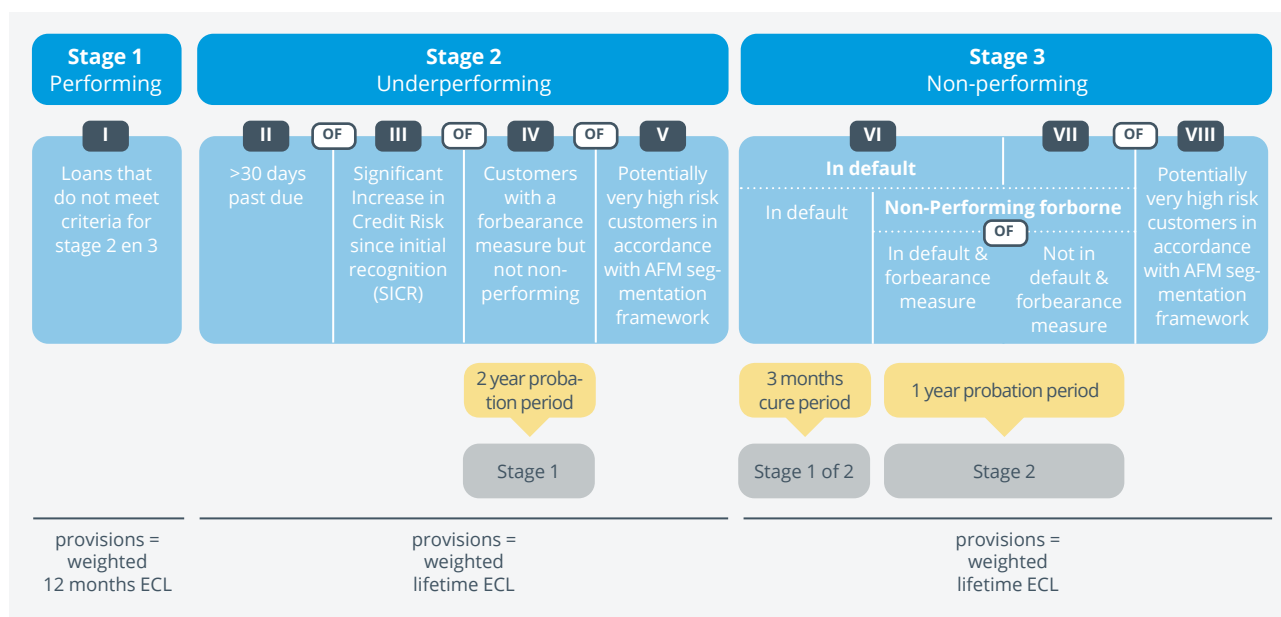 Stage 1
Performing
Stage 2
Underperforming
Stage 3
Non-performing
I
II
OF
III
OF
IV
OF
V
VI
VII
OF
VIII
Loans that
do not meet
criteria for
stage 2 en 3
>30 days
past due
Significant
Increase in
Credit Risk
since initial
recognition
(SICR)
Customers
with a
forbearance
measure but
not non-
performing
Potentially
very high risk
customers in
accordance
with AFM seg-
mentation
framework
In default
In default
Non-Performing forborne
OF
In default &
forbearance
measure
Not in
default &
forbearance
measure
Potentially
very high risk
customers in
accordance
with AFM seg-
mentation
framework
2 year proba-
tion period
3 months
cure period
1 year probation period
Stage 1
Stage 1 of 2
Stage 2
provisions =
weighted
12 months ECL
provisions =
weighted
lifetime ECL
provisions =
weighted
lifetime ECL